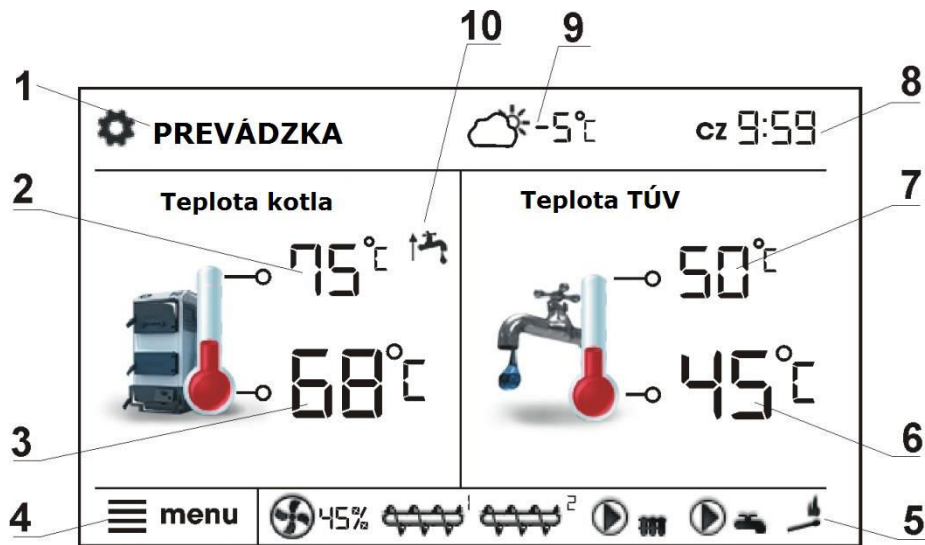 10 9
1 8
PREVÁDZKA -5°C CZ 9:59
2 Teplota kotla Teplota TÚV 7
75°C 50°C
68°C 45°C
3 6
4 menu 45% 1 2 5